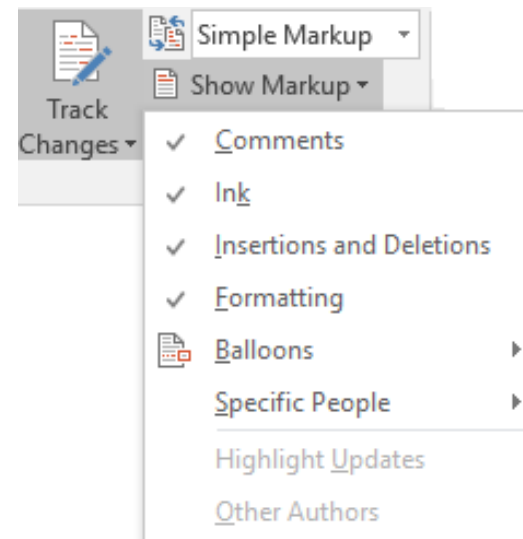 Simple Markup
Show Markup
Track
Changes
Comments
Ink
Insertions and Deletions
Formatting
Balloons
Specific People
Highlight Updates
Other Authors